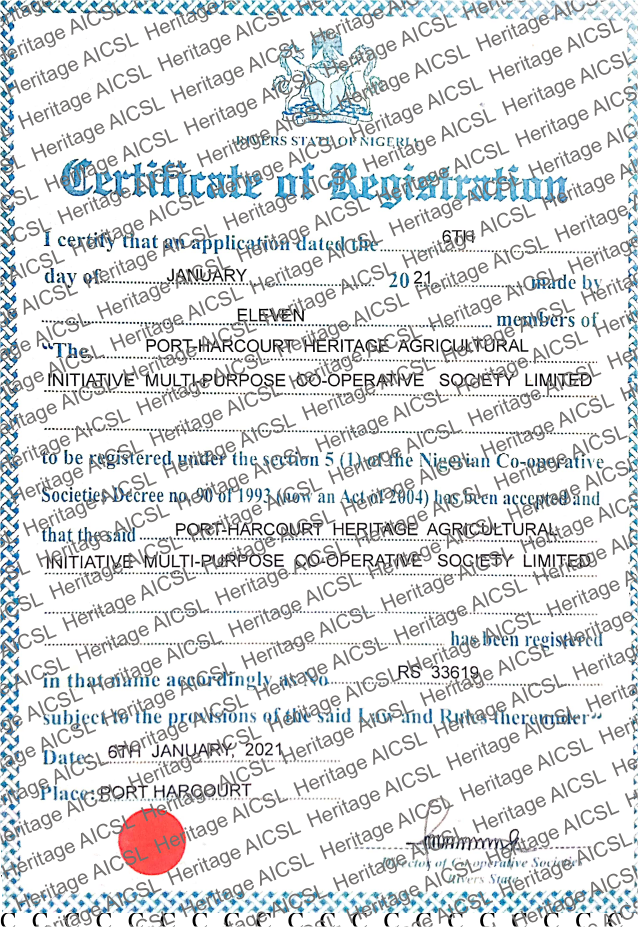 RIVERS STATE OF NIGERIA
Certificate of Registration
I certify that an application dated the 6TH
day of JANUARY 20 21 made by
ELEVEN members of
“The PORT-HARCOURT HERITAGE AGRICULTURAL
INITIATIVE MULTI-PURPOSE CO-OPERATIVE SOCIETY LIMITED
to be registered under the section 5 (1) of the Nigerian Co-operative
Societies Decree no. 90 of 1993 (now an Act of 2004) has been accepted and
that the said PORT-HARCOURT HERITAGE AGRICULTURAL
INITIATIVE MULTI-PURPOSE CO-OPERATIVE SOCIETY LIMITED
has been registered
in that name accordingly as No RS 33619
subject to the provisions of the said Law and Rules thereunder"
Date: 6TH JANUARY, 2021
Place: PORT HARCOURT
Director of Co-operative Societies
Rivers State
Heritage AICSL